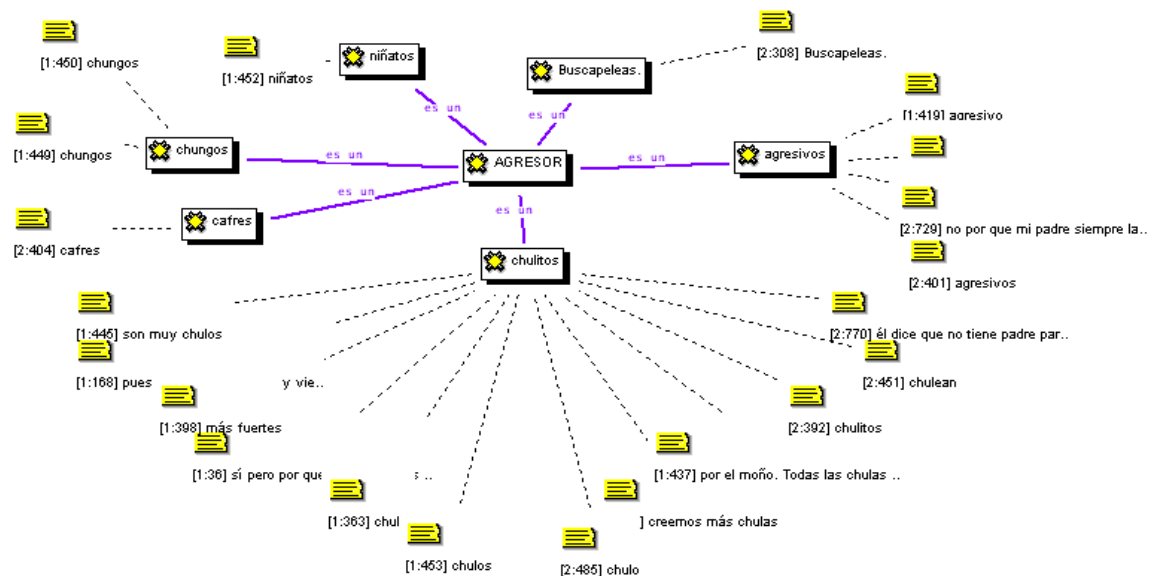 [1:450] chungos
[1:452] niñatos
niñatos
Buscapeleas.
[2:308] Buscapeleas.
es un
es un
[1:419] agresivo
[1:449] chungos
chungos
es un
AGRESOR
es un
agresivos
es un
[2:404] cafres
cafres
es un
[2:729] no por que mi padre siempre la..
[2:401] agresivos
chulitos
[1:445] son muy chulos
[2:770] él dice que no tiene padre par..
[1:168] pues
y vie..
[2:451] chulean
[1:398] más fuertes
[2:392] chulitos
[1:36] sí pero por que
..
[1:437] por el moño. Todas las chulas ..
[1:363] chul
] creemos más chulas
[1:453] chulos
[2:485] chulo